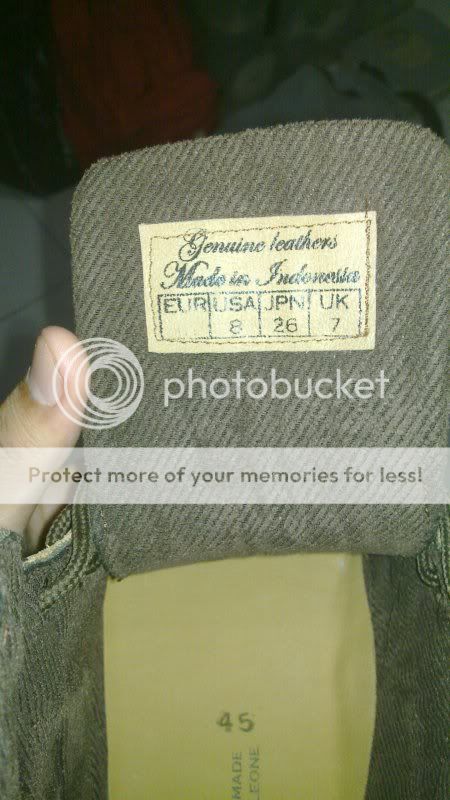 Genuine leathers
Made in Indonesia
EUR USA JPN UK
8 26 7
photobucket
Protect more of your memories for less!
45
MADE
LEONE